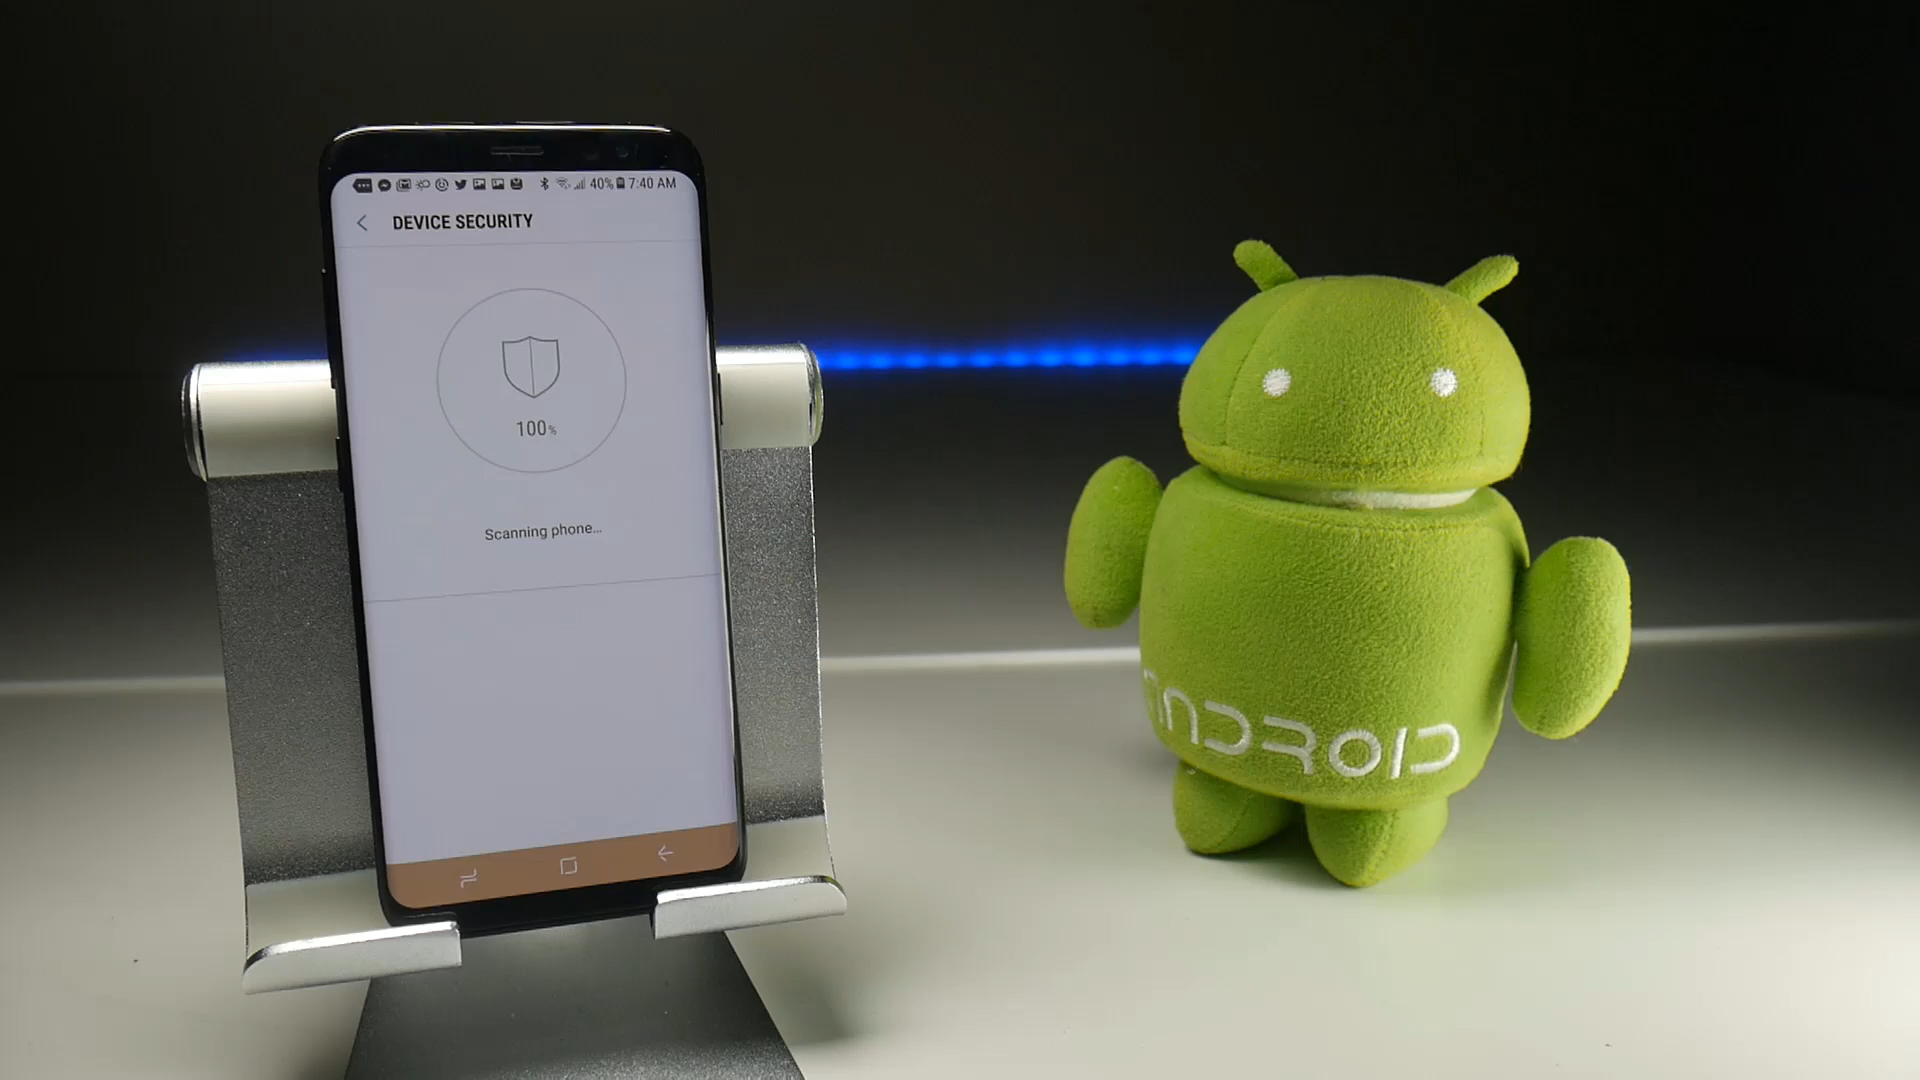 40% 7:40 AM
DEVICE SECURITY
100%
Scanning phone...
ANDROID